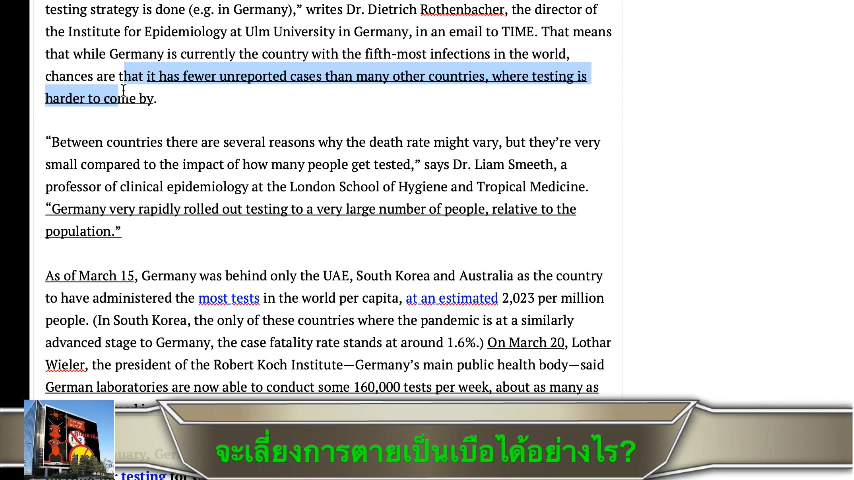 testing strategy is done (e.g. in Germany),” writes Dr. Dietrich Rothenbacher, the director of
the Institute for Epidemiology at Ulm University in Germany, in an email to TIME. That means
that while Germany is currently the country with the fifth-most infections in the world,
chances are that it has fewer unreported cases than many other countries, where testing is
harder to come by.
“Between countries there are several reasons why the death rate might vary, but they’re very
small compared to the impact of how many people get tested,” says Dr. Liam Smeeth, a
professor of clinical epidemiology at the London School of Hygiene and Tropical Medicine.
“Germany very rapidly rolled out testing to a very large number of people, relative to the
population.”
As of March 15, Germany was behind only the UAE, South Korea and Australia as the country
to have administered the most tests in the world per capita, at an estimated 2,023 per million
people. (In South Korea, the only of these countries where the pandemic is at a similarly
advanced stage to Germany, the case fatality rate stands at around 1.6%.) On March 20, Lothar
Wieler, the president of the Robert Koch Institute—Germany’s main public health body—said
German laboratories are now able to conduct some 160,000 tests per week, about as many as
จะเลี่ยงการตายเป็นเบือได้อย่างไร?
testing